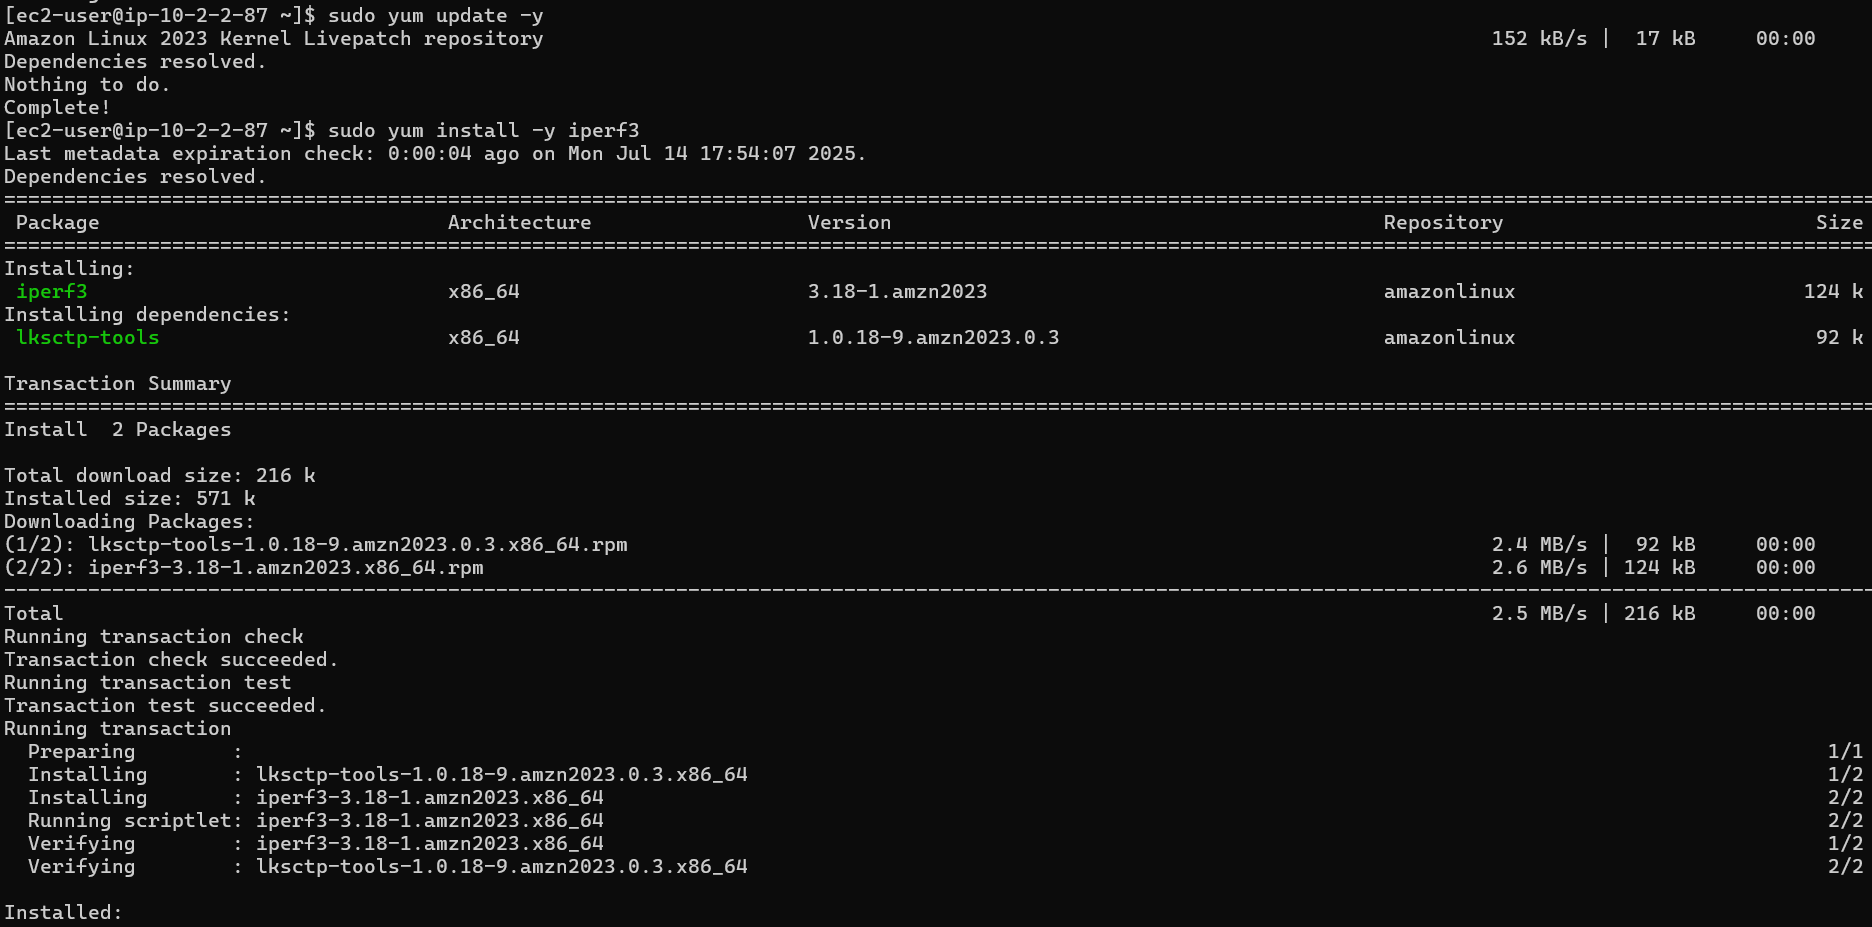 [ec2-user@ip-10-2-2-87 ~]$ sudo yum update -y
Amazon Linux 2023 Kernel Livepatch repository 152 kB/s | 17 kB 00:00
Dependencies resolved.
Nothing to do.
Complete!
[ec2-user@ip-10-2-2-87 ~]$ sudo yum install -y iperf3
Last metadata expiration check: 0:00:04 ago on Mon Jul 14 17:54:07 2025.
Dependencies resolved.
Package Architecture Version Repository Size
Installing:
iperf3 x86_64 3.18-1.amzn2023 amazonlinux 124 k
Installing dependencies:
lksctp-tools x86_64 1.0.18-9.amzn2023.0.3 amazonlinux 92 k
Transaction Summary
Install 2 Packages
Total download size: 216 k
Installed size: 571 k
Downloading Packages:
(1/2): lksctp-tools-1.0.18-9.amzn2023.0.3.x86_64.rpm 2.4 MB/s | 92 kB 00:00
(2/2): iperf3-3.18-1.amzn2023.x86_64.rpm 2.6 MB/s | 124 kB 00:00
Total 2.5 MB/s | 216 kB 00:00
Running transaction check
Transaction check succeeded.
Running transaction test
Transaction test succeeded.
Running transaction
Preparing : 1/1
Installing : lksctp-tools-1.0.18-9.amzn2023.0.3.x86_64 1/2
Installing : iperf3-3.18-1.amzn2023.x86_64 2/2
Running scriptlet: iperf3-3.18-1.amzn2023.x86_64 2/2
Verifying : iperf3-3.18-1.amzn2023.x86_64 1/2
Verifying : lksctp-tools-1.0.18-9.amzn2023.0.3.x86_64 2/2
Installed: